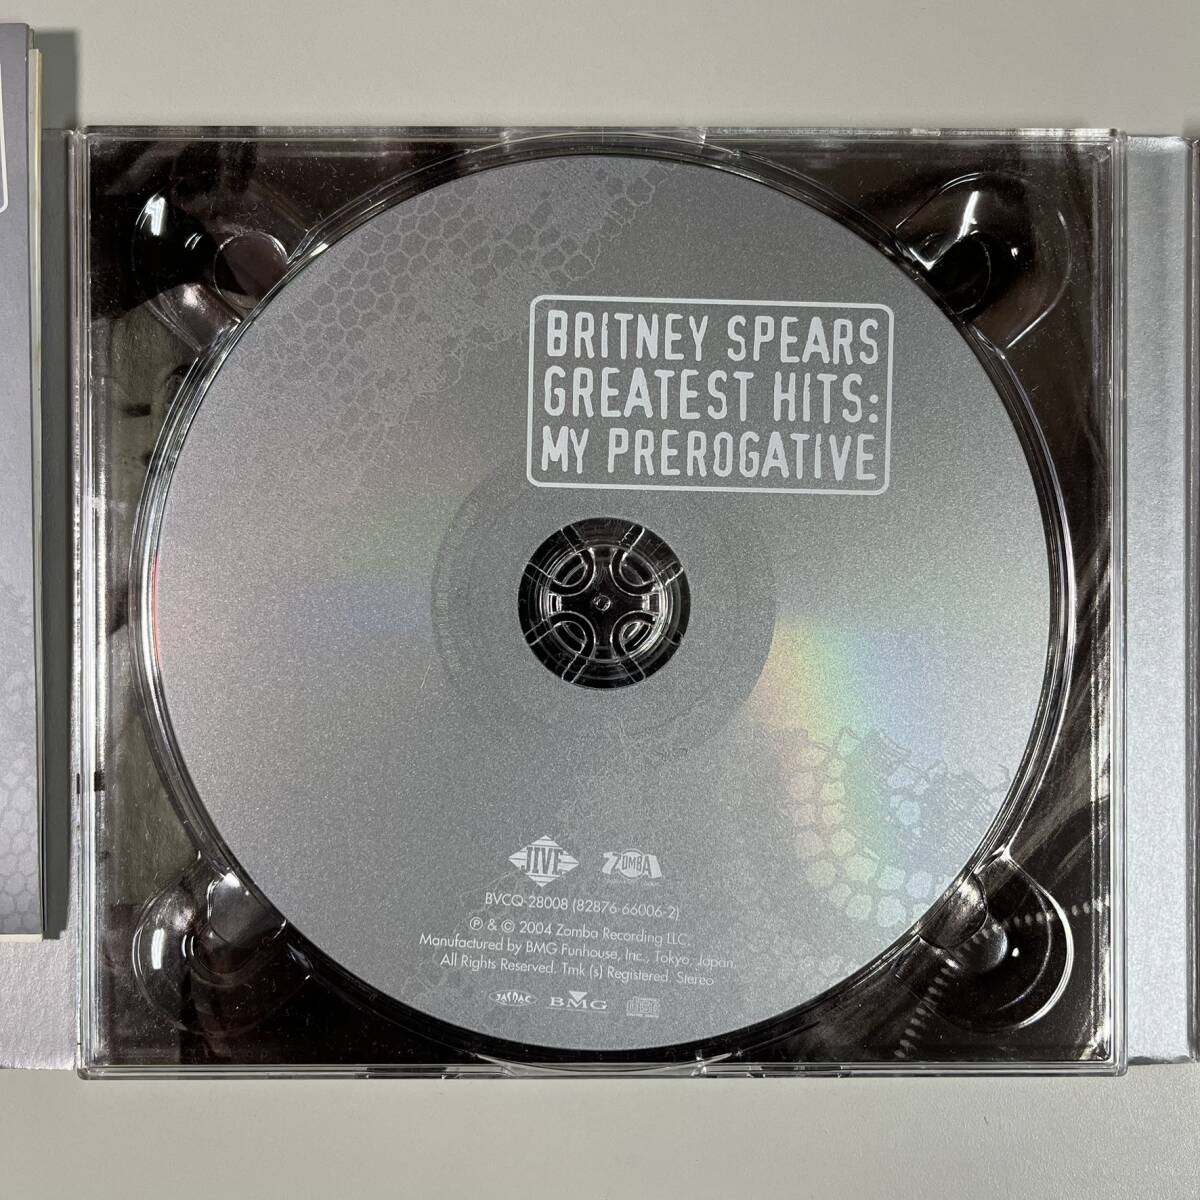 BRITNEY SPEARS
GREATEST HITS:
MY PREROGATIVE
JIVE
ZOMBA
BVCQ-28008 (82876-66006-2)
℗ & © 2004 Zomba Recording LLC.
Manufactured by BMG Funhouse, Inc., Tokyo, Japan.
All Rights Reserved. Tmk (s) Registered. Stereo
JASRAC BMG